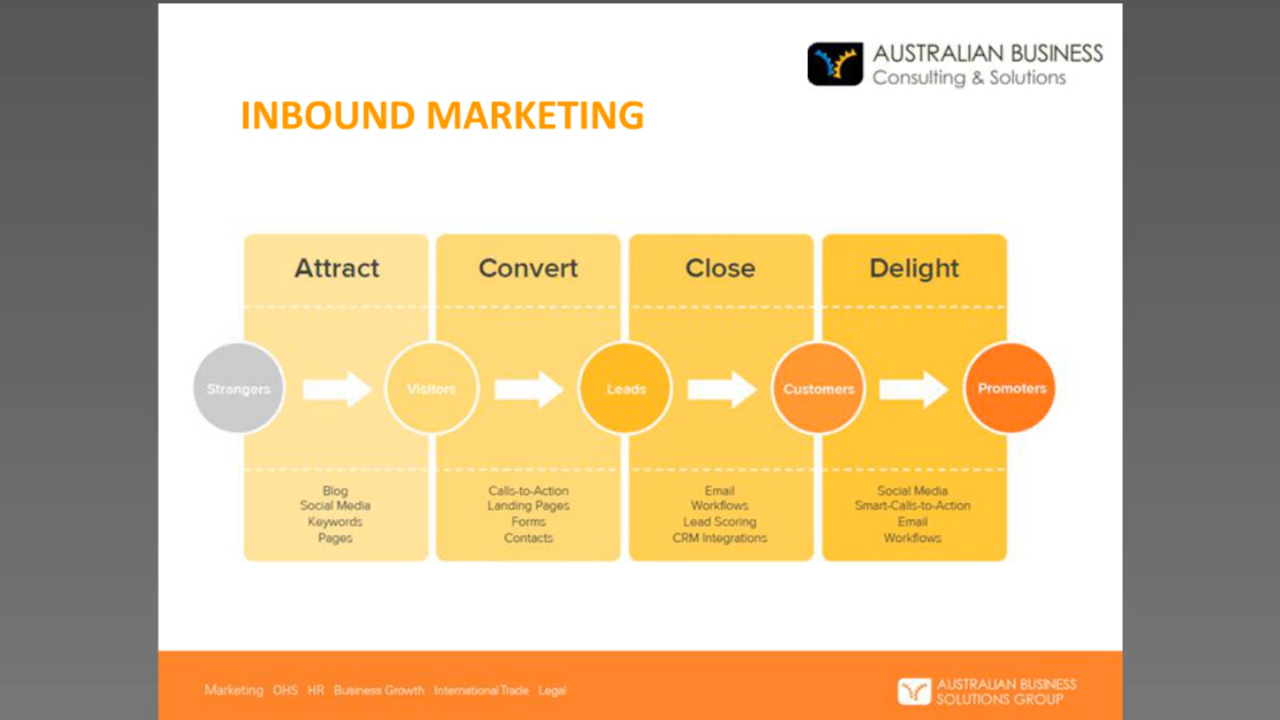 AUSTRALIAN BUSINESS
Consulting & Solutions
INBOUND MARKETING
Attract
Convert
Close
Delight
Strangers
Visitors
Leads
Customers
Promoters
Blog
Social Media
Keywords
Pages
Calls-to-Action
Landing Pages
Forms
Contacts
Email
Workflows
Lead Scoring
CRM Integrations
Social Media
Smart-Calls-to-Action
Email
Workflows
Marketing OHS HR Business Growth International Trade Legal
AUSTRALIAN BUSINESS
SOLUTIONS GROUP